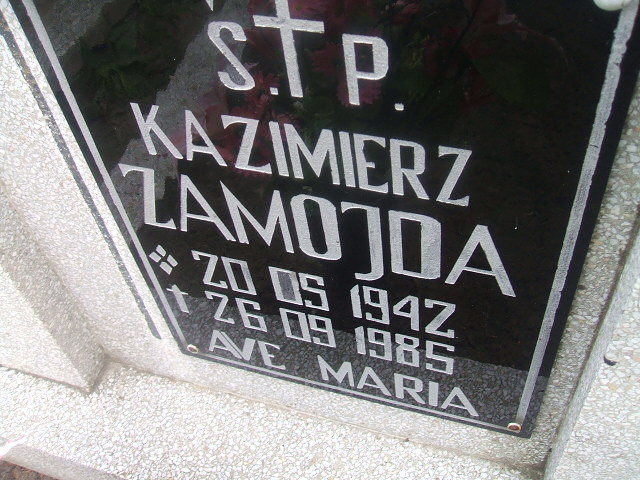 Ś.†P.
KAZIMIERZ
ZAMOJDA
20 05 1942
† 26 09 1985
AVE MARIA